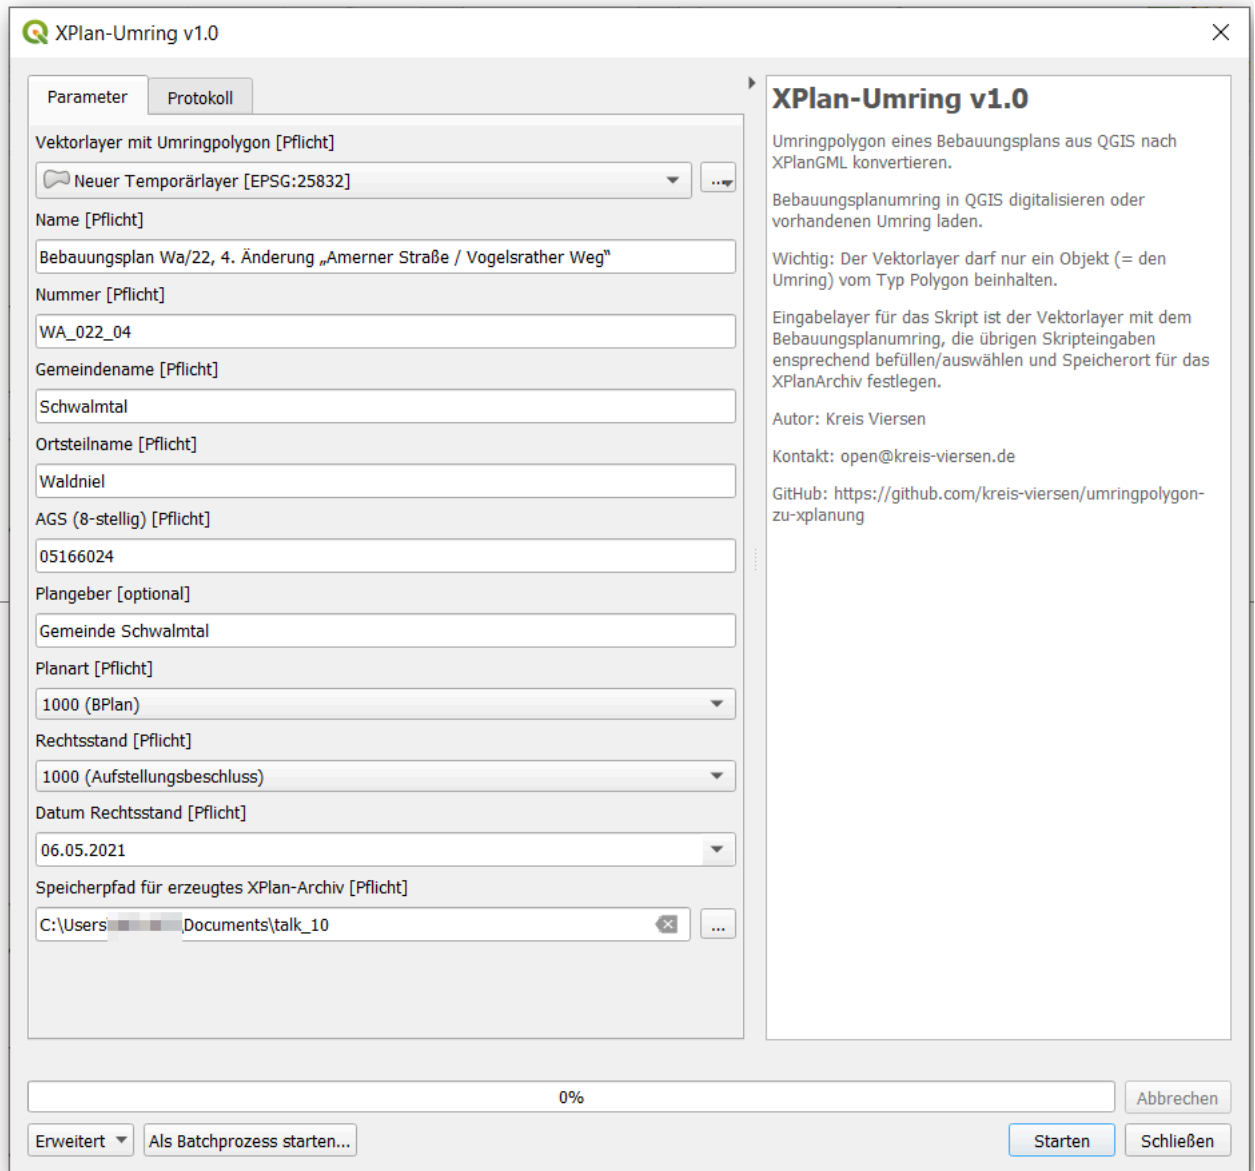 XPlan-Umring v1.0
Parameter
Protokoll
Vektorlayer mit Umringpolygon [Pflicht]
Neuer Temporärlayer [EPSG:25832]
...
Name [Pflicht]
Bebauungsplan Wa/22, 4. Änderung „Amerner Straße / Vogelsrather Weg“
Nummer [Pflicht]
WA_022_04
Gemeindename [Pflicht]
Schwalmtal
Ortsteilname [Pflicht]
Waldniel
AGS (8-stellig) [Pflicht]
05166024
Plangeber [optional]
Gemeinde Schwalmtal
Planart [Pflicht]
1000 (BPlan)
Rechtsstand [Pflicht]
1000 (Aufstellungsbeschluss)
Datum Rechtsstand [Pflicht]
06.05.2021
Speicherpfad für erzeugtes XPlan-Archiv [Pflicht]
C:\Users\ \Documents\talk_10
...
XPlan-Umring v1.0
Umringpolygon eines Bebauungsplans aus QGIS nach
XPlanGML konvertieren.
Bebauungsplanumring in QGIS digitalisieren oder
vorhandenen Umring laden.
Wichtig: Der Vektorlayer darf nur ein Objekt (= den
Umring) vom Typ Polygon beinhalten.
Eingabelayer für das Skript ist der Vektorlayer mit dem
Bebauungsplanumring, die übrigen Skripteingaben
ensprechend befüllen/auswählen und Speicherort für das
XPlanArchiv festlegen.
Autor: Kreis Viersen
Kontakt: open@kreis-viersen.de
GitHub: https://github.com/kreis-viersen/umringpolygon-
zu-xplanung
0%
Abbrechen
Erweitert
Als Batchprozess starten...
Starten
Schließen